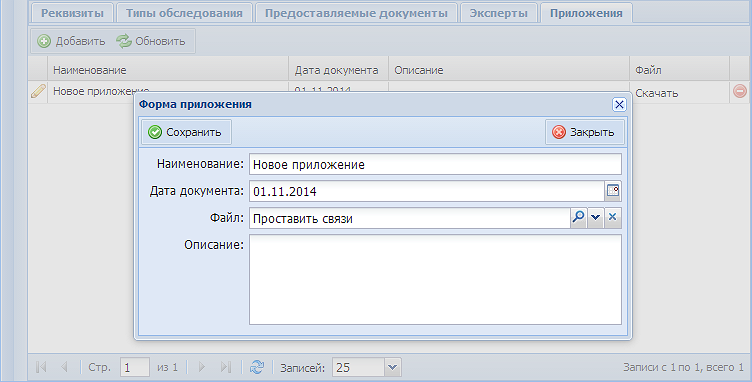 Реквизиты Типы обследования Предоставляемые документы Эксперты Приложения
Добавить Обновить
Наименование Дата документа Описание Файл
Новое приложение 01.11.2014 Скачать
Форма приложения
Сохранить Закрыть
Наименование: Новое приложение
Дата документа: 01.11.2014
Файл: Проставить связи
Описание:
Стр. 1 из 1 Записей: 25 Записи с 1 по 1, всего 1